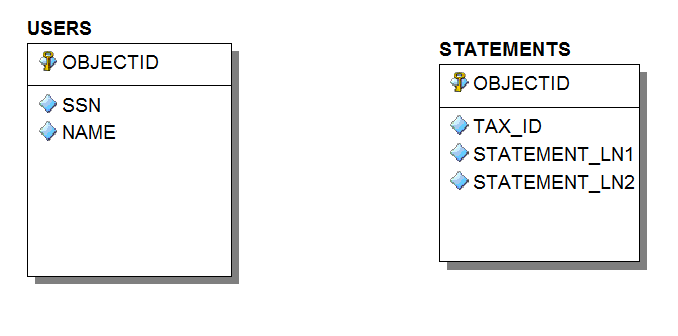 USERS
OBJECTID
SSN
NAME
STATEMENTS
OBJECTID
TAX_ID
STATEMENT_LN1
STATEMENT_LN2